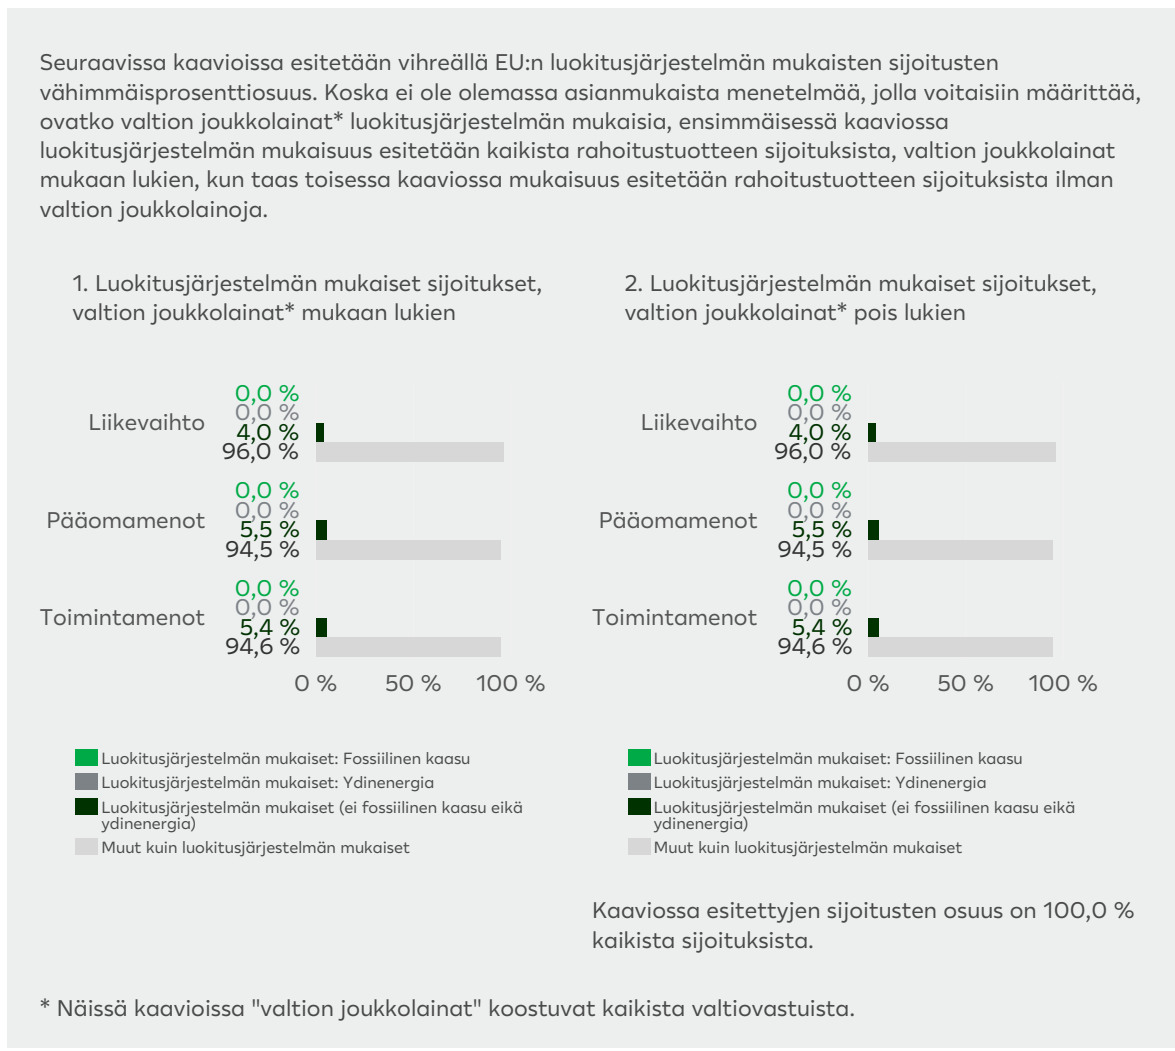 Seuraavissa kaavioissa esitetään vihreällä EU:n luokitusjärjestelmän mukaisten sijoitusten
vähimmäisprosenttiosuus. Koska ei ole olemassa asianmukaista menetelmää, jolla voitaisiin määrittää,
ovatko valtion joukkolainat* luokitusjärjestelmän mukaisia, ensimmäisessä kaaviossa
luokitusjärjestelmän mukaisuus esitetään kaikista rahoitustuotteen sijoituksista, valtion joukkolainat
mukaan lukien, kun taas toisessa kaaviossa mukaisuus esitetään rahoitustuotteen sijoituksista ilman
valtion joukkolainoja.
1. Luokitusjärjestelmän mukaiset sijoitukset,
valtion joukkolainat* mukaan lukien
0,0 %
0,0 %
Liikevaihto
4,0 %
96,0 %
0,0 %
0,0 %
Pääomamenot
5,5 %
94,5 %
0,0 %
0,0 %
Toimintamenot
5,4 %
94,6 %
0 % 50 % 100 %
Luokitusjärjestelmän mukaiset: Fossiilinen kaasu
Luokitusjärjestelmän mukaiset: Ydinenergia
Luokitusjärjestelmän mukaiset (ei fossiilinen kaasu eikä
ydinenergia)
Muut kuin luokitusjärjestelmän mukaiset
2. Luokitusjärjestelmän mukaiset sijoitukset,
valtion joukkolainat* pois lukien
0,0 %
0,0 %
Liikevaihto
4,0 %
96,0 %
0,0 %
0,0 %
Pääomamenot
5,5 %
94,5 %
0,0 %
0,0 %
Toimintamenot
5,4 %
94,6 %
0 % 50 % 100 %
Luokitusjärjestelmän mukaiset: Fossiilinen kaasu
Luokitusjärjestelmän mukaiset: Ydinenergia
Luokitusjärjestelmän mukaiset (ei fossiilinen kaasu eikä
ydinenergia)
Muut kuin luokitusjärjestelmän mukaiset
Kaaviossa esitettyjen sijoitusten osuus on 100,0 %
kaikista sijoituksista.
* Näissä kaavioissa "valtion joukkolainat" koostuvat kaikista valtiovastuista.